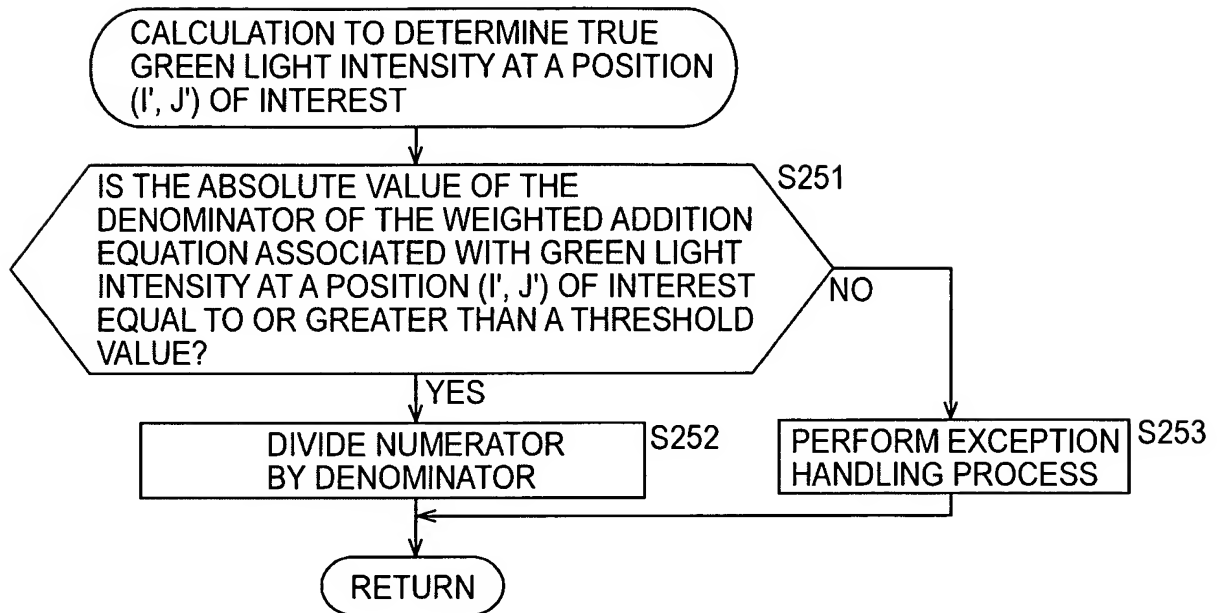 CALCULATION TO DETERMINE TRUE
GREEN LIGHT INTENSITY AT A POSITION
(I', J') OF INTEREST
IS THE ABSOLUTE VALUE OF THE
DENOMINATOR OF THE WEIGHTED ADDITION
EQUATION ASSOCIATED WITH GREEN LIGHT
INTENSITY AT A POSITION (I', J') OF INTEREST
EQUAL TO OR GREATER THAN A THRESHOLD
VALUE?
S251
NO
YES
DIVIDE NUMERATOR
BY DENOMINATOR
S252
PERFORM EXCEPTION
HANDLING PROCESS
S253
RETURN